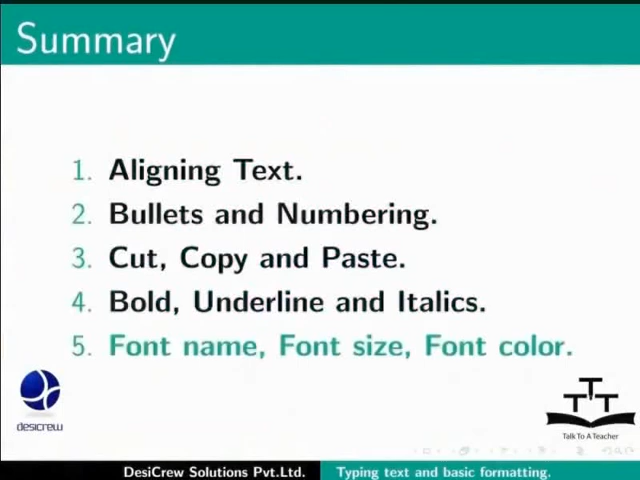 Summary
1. Aligning Text.
2. Bullets and Numbering.
3. Cut, Copy and Paste.
4. Bold, Underline and Italics.
5. Font name, Font size, Font color.
desicrew
TTT
Talk To A Teacher
DesiCrew Solutions Pvt.Ltd. Typing text and basic formatting.